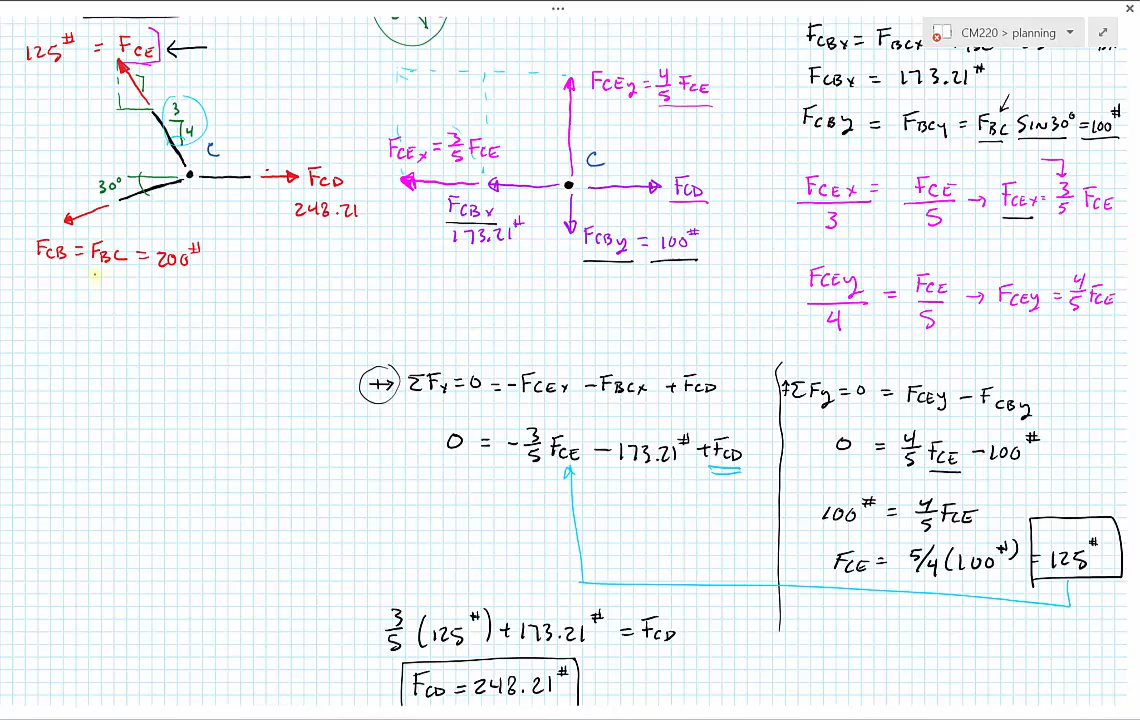 ...
CM220 > planning
125# = FCE
3
4
C
30°
FCD
248.21
FCB = FBC = 200#
FCEy = 4/5 FCE
FCEx = 3/5 FCE
C
FCD
FCBx
173.21#
FCBy = 100#
FCBX = FBCX
FCBX = 173.21#
FCBy = FBCy = FBC SIN30° = 100#
FCEX/3 = FCE/5 → FCEX = 3/5 FCE
FCEy/4 = FCE/5 → FCEy = 4/5 FCE
ΣFX = 0 = -FCEX - FBCX + FCD
0 = -3/5 FCE - 173.21# + FCD
3/5 (125#) + 173.21# = FCD
FCD = 248.21#
↑ΣFy = 0 = FCEy - FCBy
0 = 4/5 FCE - 100#
100# = 4/5 FCE
FCE = 5/4 (100#) = 125#